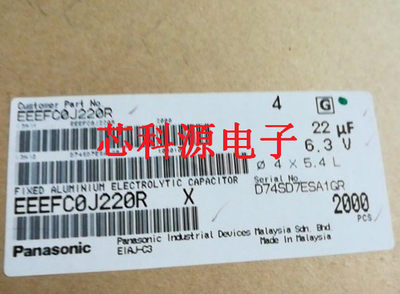 Customer Part No.
EEEFC0J220R
4
G
22 µF
6.3 V
ø 4 x 5.4 L
芯科源电子
Serial No.
D74SD7ESA1GR
FIXED ALUMINIUM ELECTROLYTIC CAPACITOR
EEEFC0J220R X
2000
PCS
Panasonic
Panasonic Industrial Devices Malaysia Sdn. Bhd
EIAJ-C3
Made In Malaysia